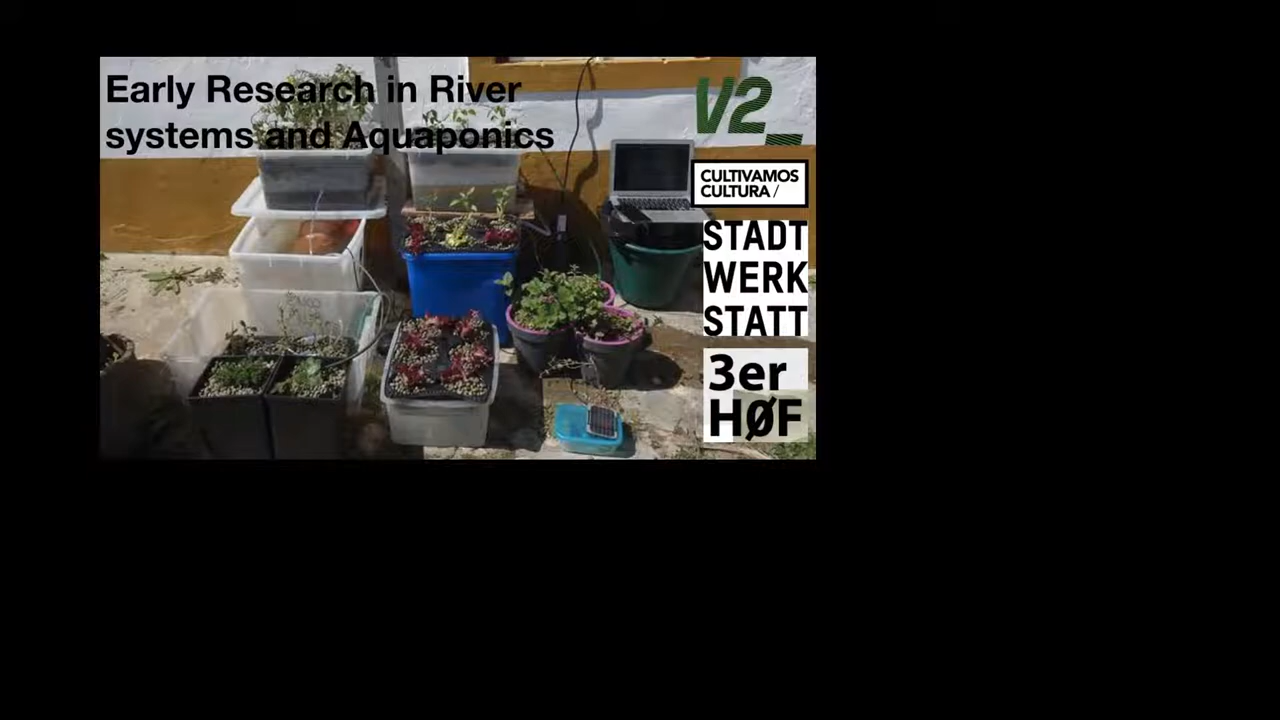 Early Research in River
systems and Aquaponics
V2_
CULTIVAMOS
CULTURA /
STADT
WERK
STATT
3er
HØF